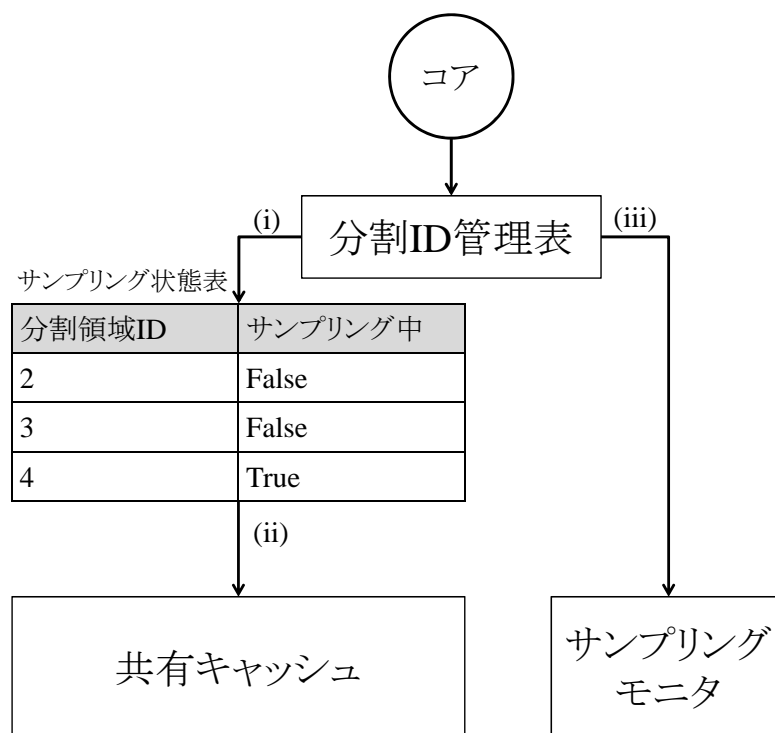 コア
分割ID管理表
(i)
(iii)
サンプリング状態表
分割領域ID サンプリング中
2 False
3 False
4 True
(ii)
共有キャッシュ
サンプリング
モニタ